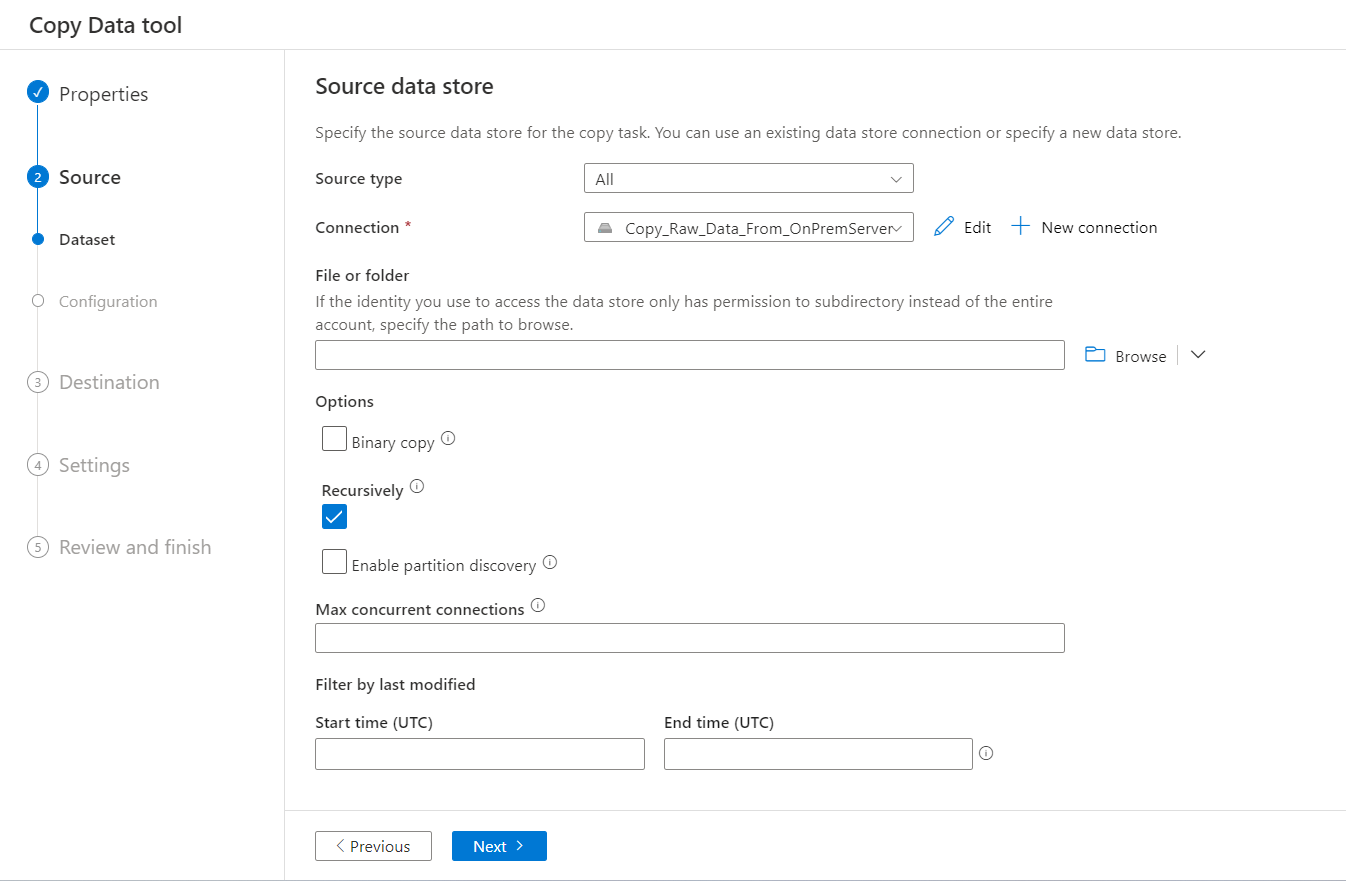 Copy Data tool
Properties
2
Source
Dataset
Configuration
3
Destination
4
Settings
5
Review and finish
Source data store
Specify the source data store for the copy task. You can use an existing data store connection or specify a new data store.
Source type
All
Connection *
Copy_Raw_Data_From_OnPremServer
Edit
New connection
File or folder
If the identity you use to access the data store only has permission to subdirectory instead of the entire
account, specify the path to browse.
Browse
Options
Binary copy
Recursively
Enable partition discovery
Max concurrent connections
Filter by last modified
Start time (UTC)
End time (UTC)
Previous
Next